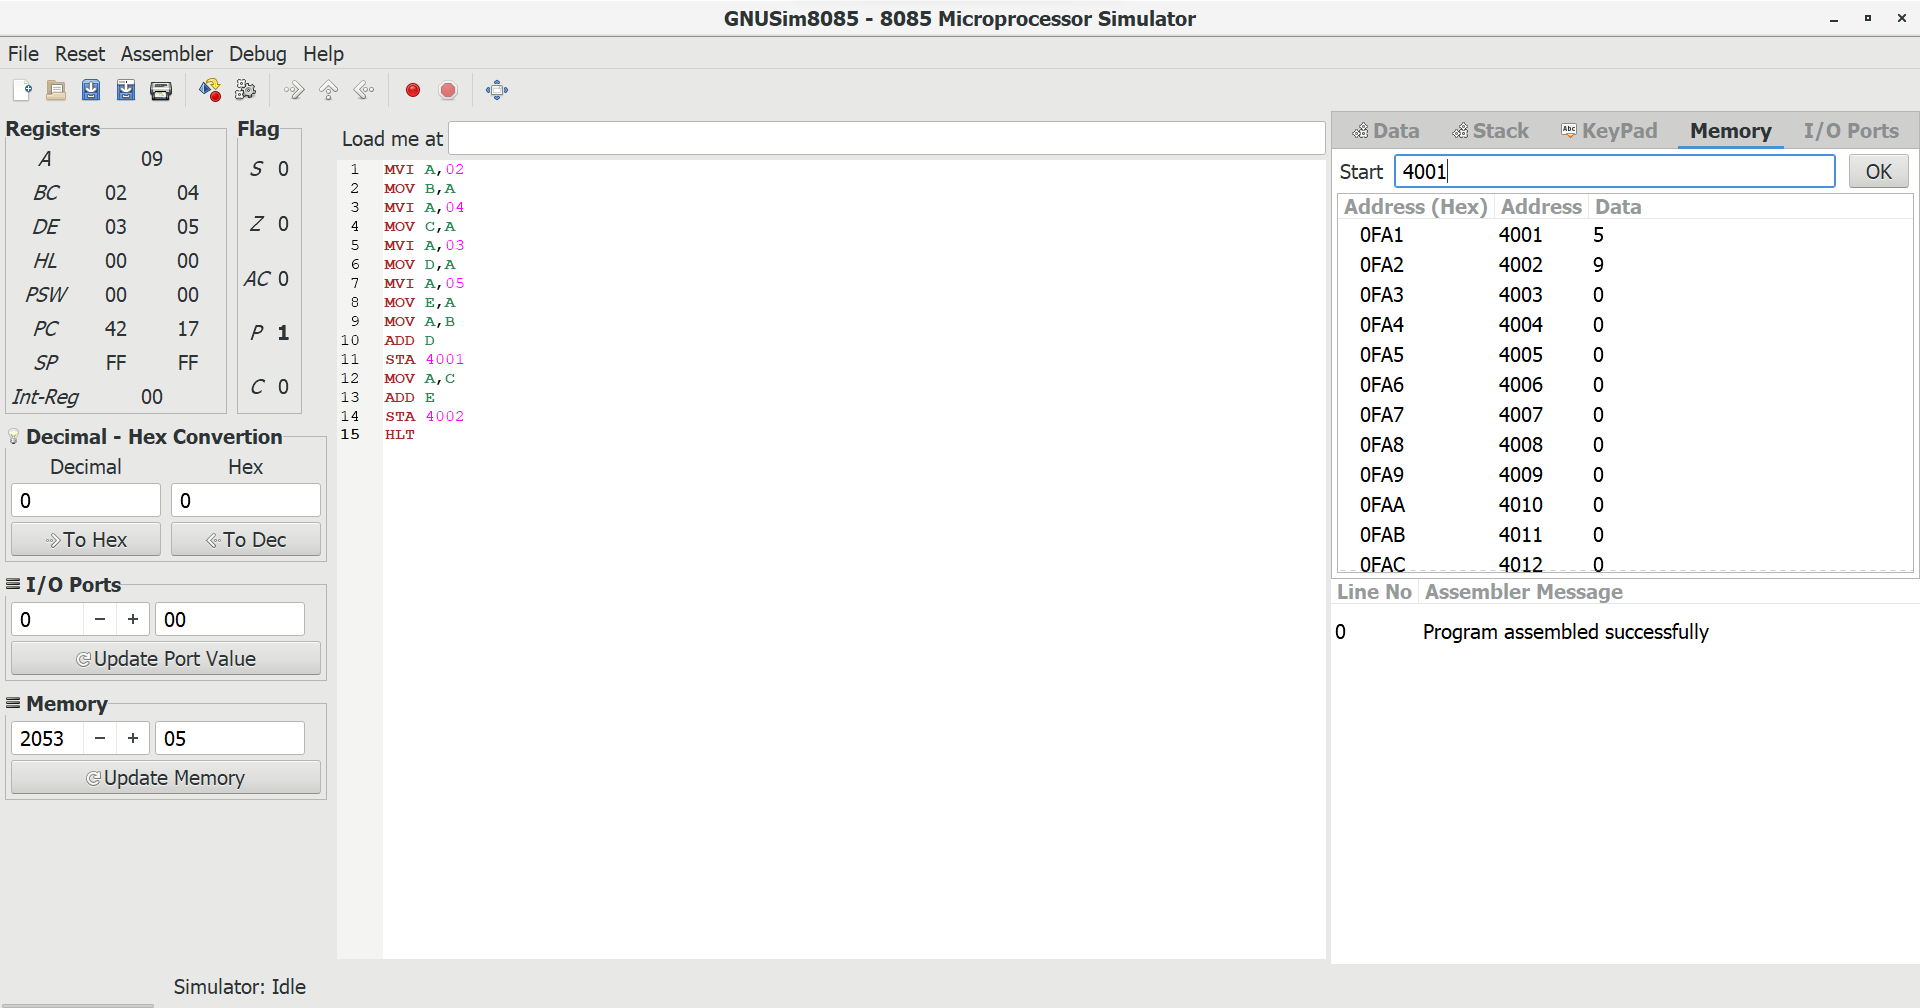 GNUSim8085 - 8085 Microprocessor Simulator
File Reset Assembler Debug Help
Registers
A 09
BC 02 04
DE 03 05
HL 00 00
PSW 00 00
PC 42 17
SP FF FF
Int-Reg 00
Flag
S 0
Z 0
AC 0
P 1
C 0
Decimal - Hex Convertion
Decimal Hex
0 0
To Hex To Dec
I/O Ports
0 − + 00
Update Port Value
Memory
2053 − + 05
Update Memory
Load me at
1 MVI A,02
2 MOV B,A
3 MVI A,04
4 MOV C,A
5 MVI A,03
6 MOV D,A
7 MVI A,05
8 MOV E,A
9 MOV A,B
10 ADD D
11 STA 4001
12 MOV A,C
13 ADD E
14 STA 4002
15 HLT
Data Stack Abc KeyPad Memory I/O Ports
Start 4001 OK
Address (Hex) Address Data
0FA1 4001 5
0FA2 4002 9
0FA3 4003 0
0FA4 4004 0
0FA5 4005 0
0FA6 4006 0
0FA7 4007 0
0FA8 4008 0
0FA9 4009 0
0FAA 4010 0
0FAB 4011 0
0FAC 4012 0
Line No Assembler Message
0 Program assembled successfully
Simulator: Idle